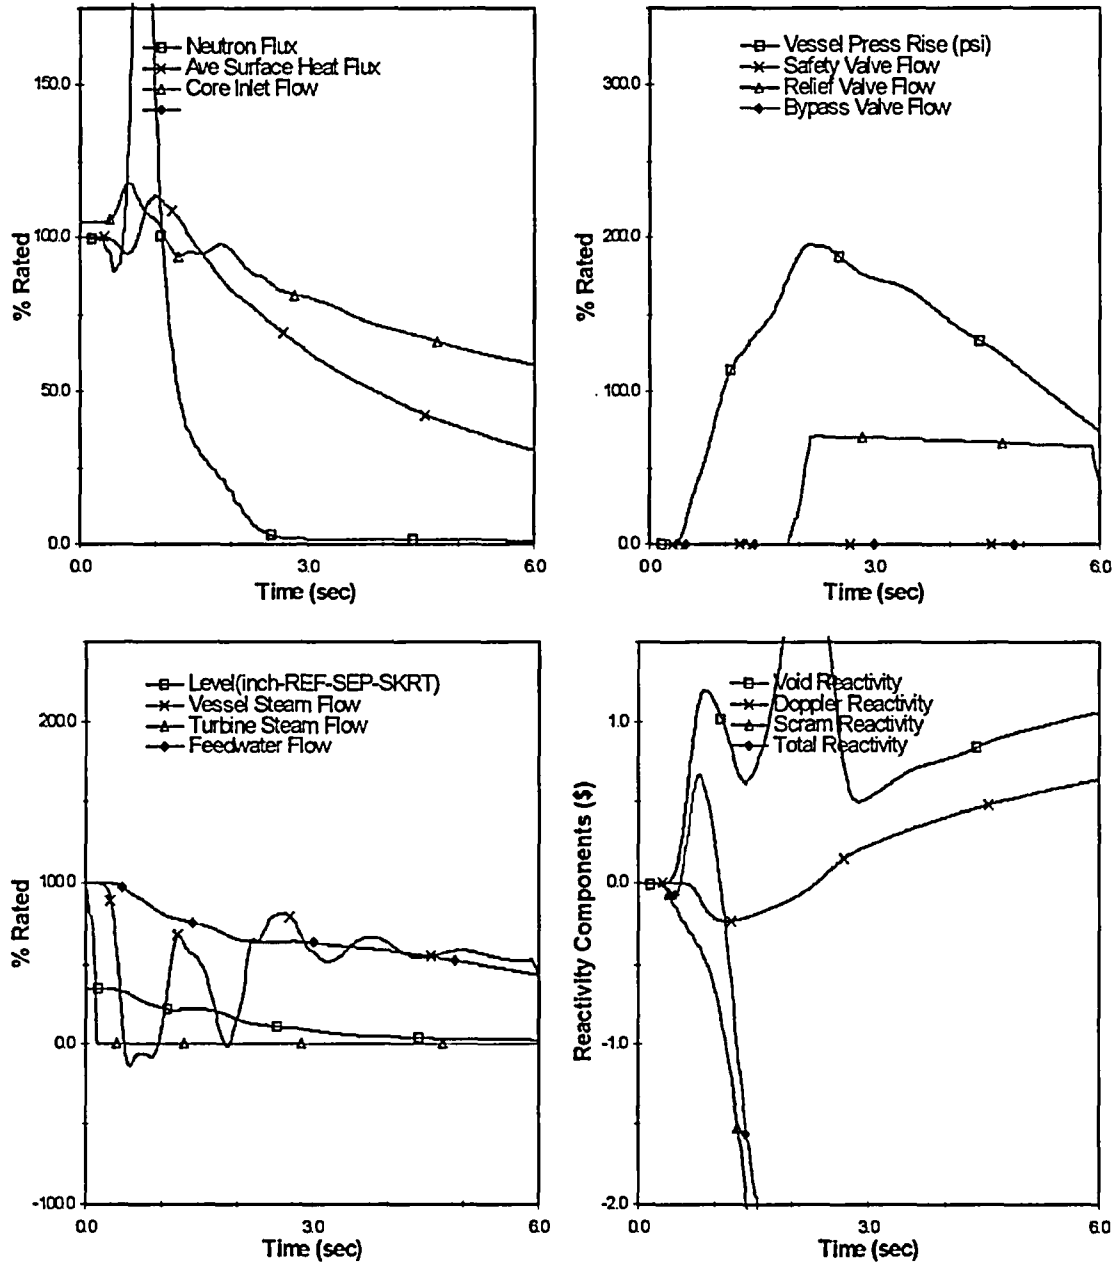 Neutron Flux
Ave Surface Heat Flux
Core Inlet Flow
150.0
100.0
50.0
0.0
% Rated
0.0 3.0 6.0
Time (sec)
Vessel Press Rise (psi)
Safety Valve Flow
Relief Valve Flow
Bypass Valve Flow
300.0
200.0
100.0
0.0
% Rated
0.0 3.0 6.0
Time (sec)
Level(inch-REF-SEP-SKRT)
Vessel Steam Flow
Turbine Steam Flow
Feedwater Flow
200.0
100.0
0.0
-100.0
% Rated
0.0 3.0 6.0
Time (sec)
Void Reactivity
Doppler Reactivity
Scram Reactivity
Total Reactivity
1.0
0.0
-1.0
-2.0
Reactivity Components ($)
0.0 3.0 6.0
Time (sec)